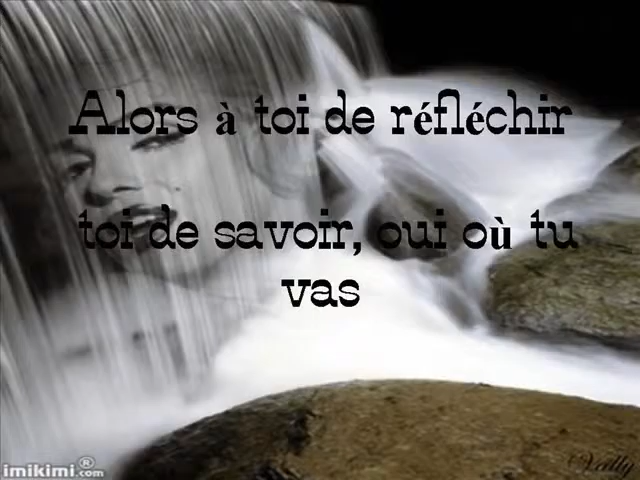 Alors à toi de réfléchir
toi de savoir, oui où tu
vas
imikimi®.com